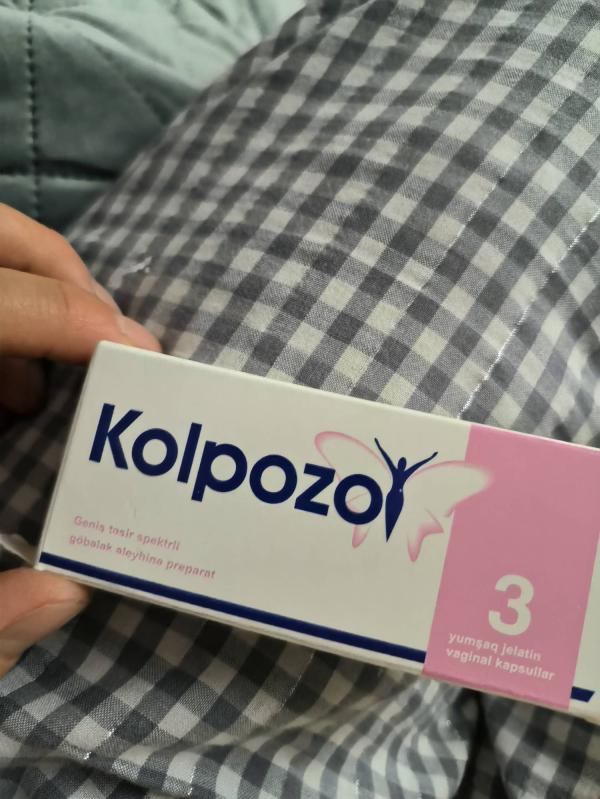 Kolpozol
Geniş təsir spektrli
göbələk əleyhinə preparat
3
yumşaq jelatin
vaginal kapsullar